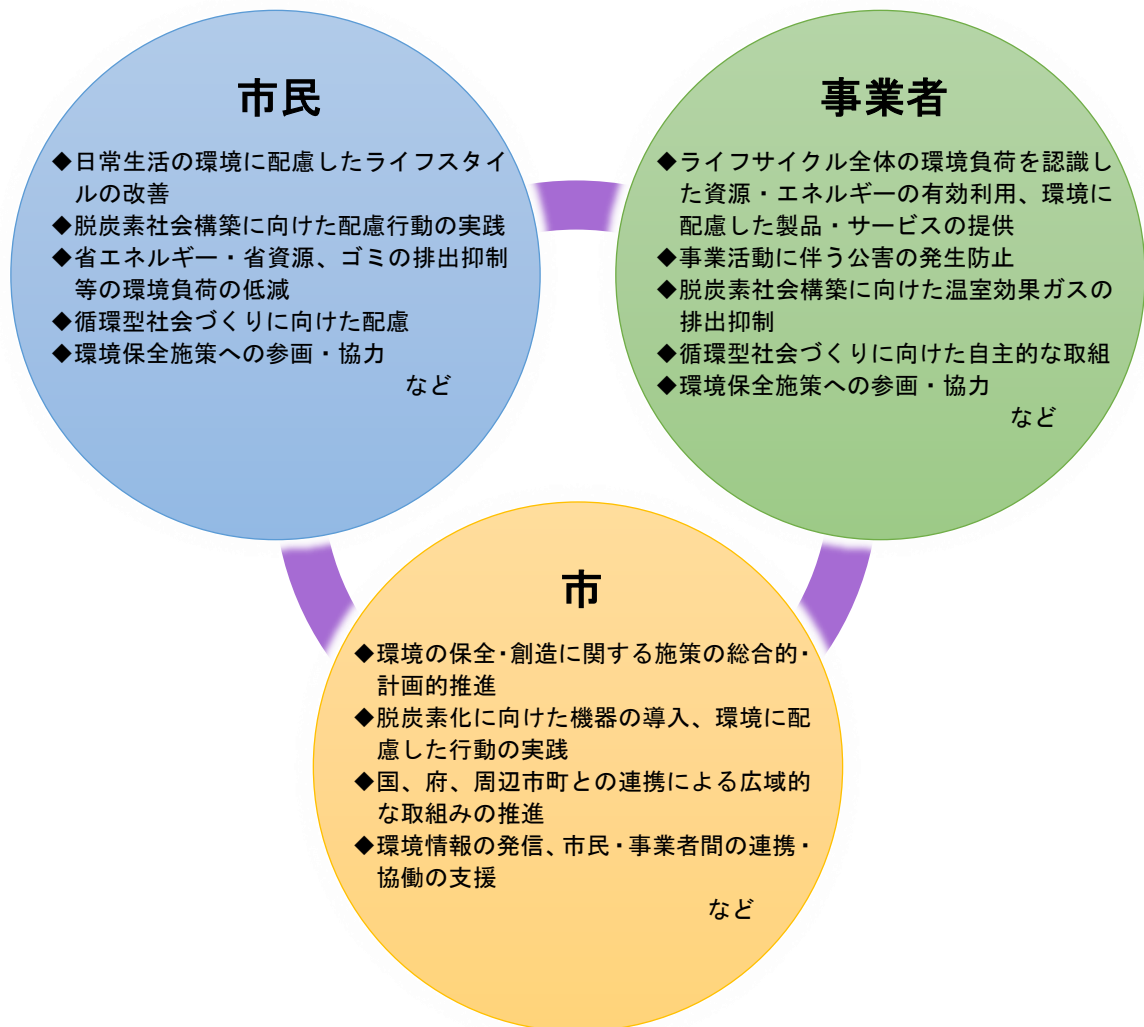 市民
◆日常生活の環境に配慮したライフスタイ
ルの改善
◆脱炭素社会構築に向けた配慮行動の実践
◆省エネルギー・省資源、ゴミの排出抑制
等の環境負荷の低減
◆循環型社会づくりに向けた配慮
◆環境保全施策への参画・協力
など
事業者
◆ライフサイクル全体の環境負荷を認識し
た資源・エネルギーの有効利用、環境に
配慮した製品・サービスの提供
◆事業活動に伴う公害の発生防止
◆脱炭素社会構築に向けた温室効果ガスの
排出抑制
◆循環型社会づくりに向けた自主的な取組
◆環境保全施策への参画・協力
など
市
◆環境の保全・創造に関する施策の総合的・
計画的推進
◆脱炭素化に向けた機器の導入、環境に配
慮した行動の実践
◆国、府、周辺市町との連携による広域的
な取組みの推進
◆環境情報の発信、市民・事業者間の連携・
協働の支援
など